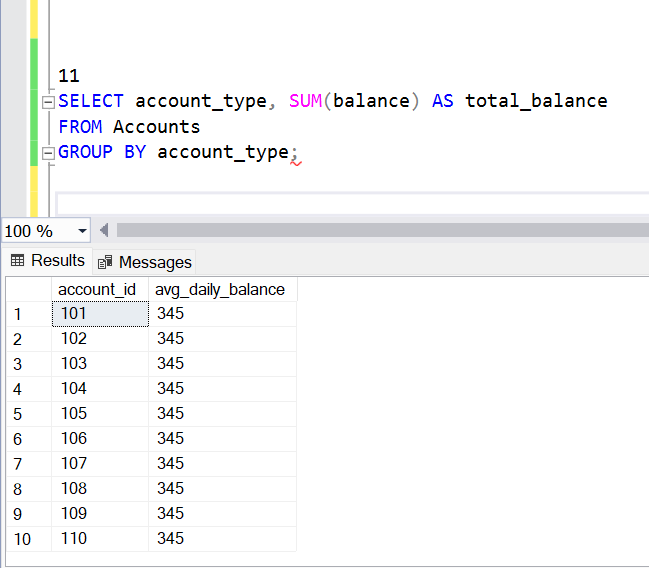 11
SELECT account_type, SUM(balance) AS total_balance
FROM Accounts
GROUP BY account_type;
100 %
Results Messages
account_id avg_daily_balance
1 101 345
2 102 345
3 103 345
4 104 345
5 105 345
6 106 345
7 107 345
8 108 345
9 109 345
10 110 345